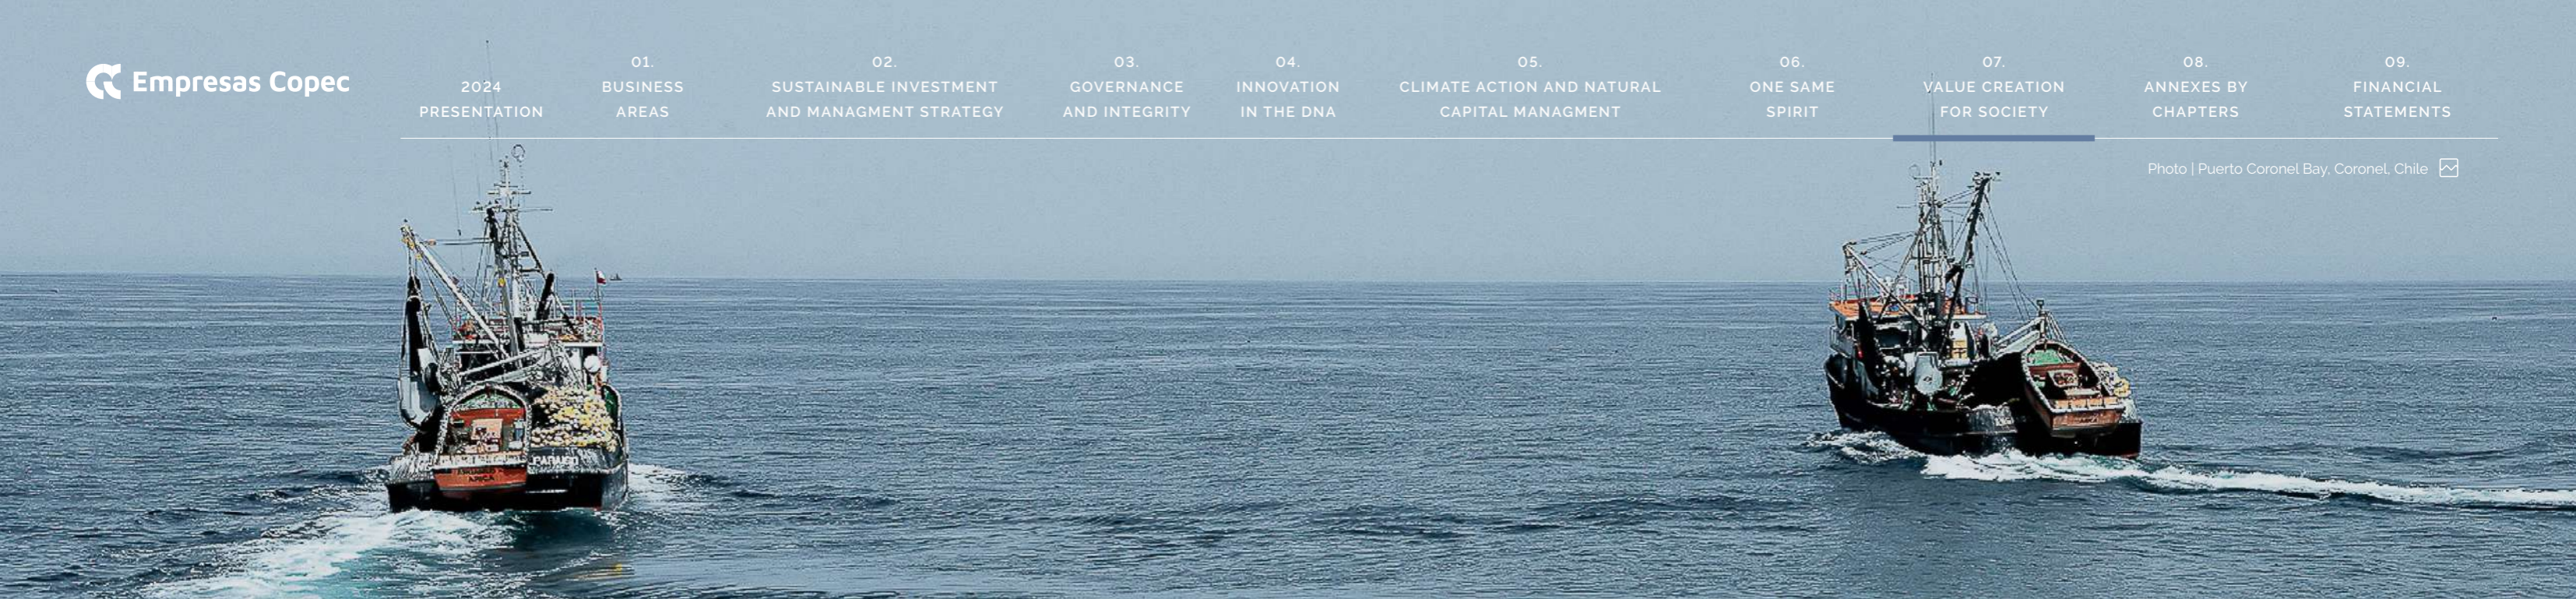 Empresas Copec
2024
PRESENTATION
01.
BUSINESS
AREAS
02.
SUSTAINABLE INVESTMENT
AND MANAGMENT STRATEGY
03.
GOVERNANCE
AND INTEGRITY
04.
INNOVATION
IN THE DNA
05.
CLIMATE ACTION AND NATURAL
CAPITAL MANAGMENT
06.
ONE SAME
SPIRIT
07.
VALUE CREATION
FOR SOCIETY
08.
ANNEXES BY
CHAPTERS
09.
FINANCIAL
STATEMENTS
Photo | Puerto Coronel Bay, Coronel, Chile
ARICA